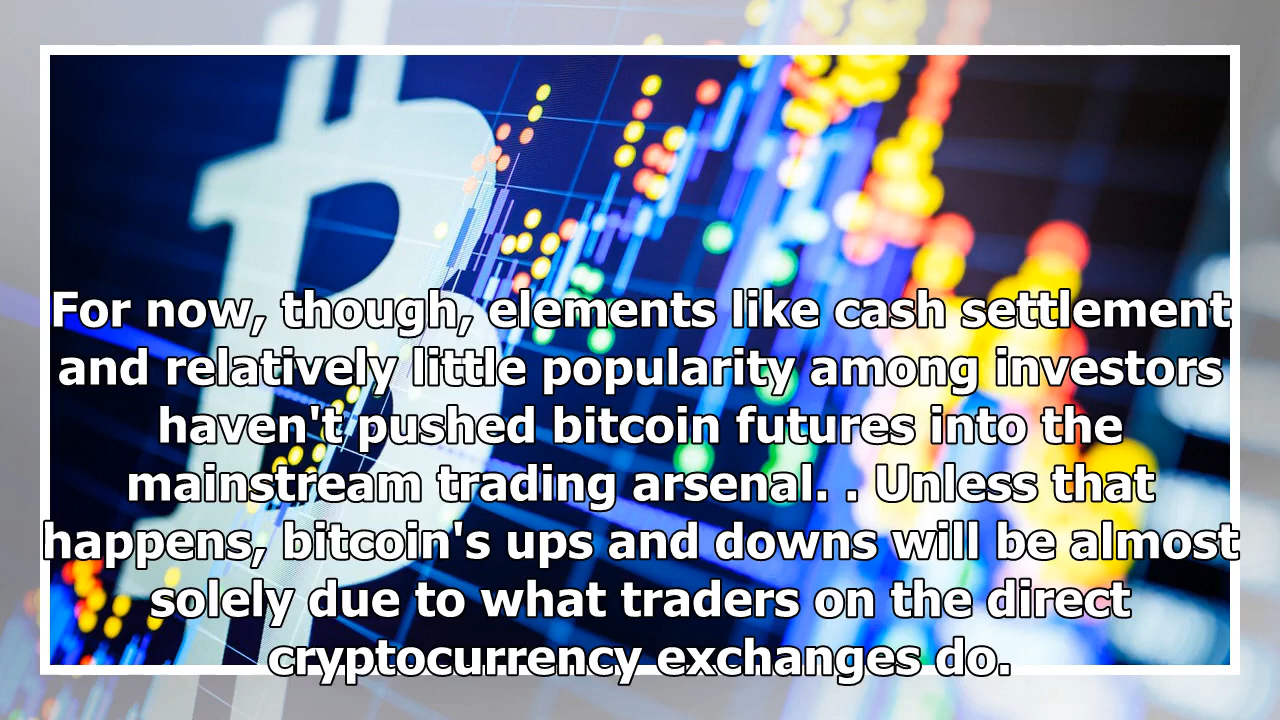 For now, though, elements like cash settlement
and relatively little popularity among investors
haven't pushed bitcoin futures into the
mainstream trading arsenal. . Unless that
happens, bitcoin's ups and downs will be almost
solely due to what traders on the direct
cryptocurrency exchanges do.